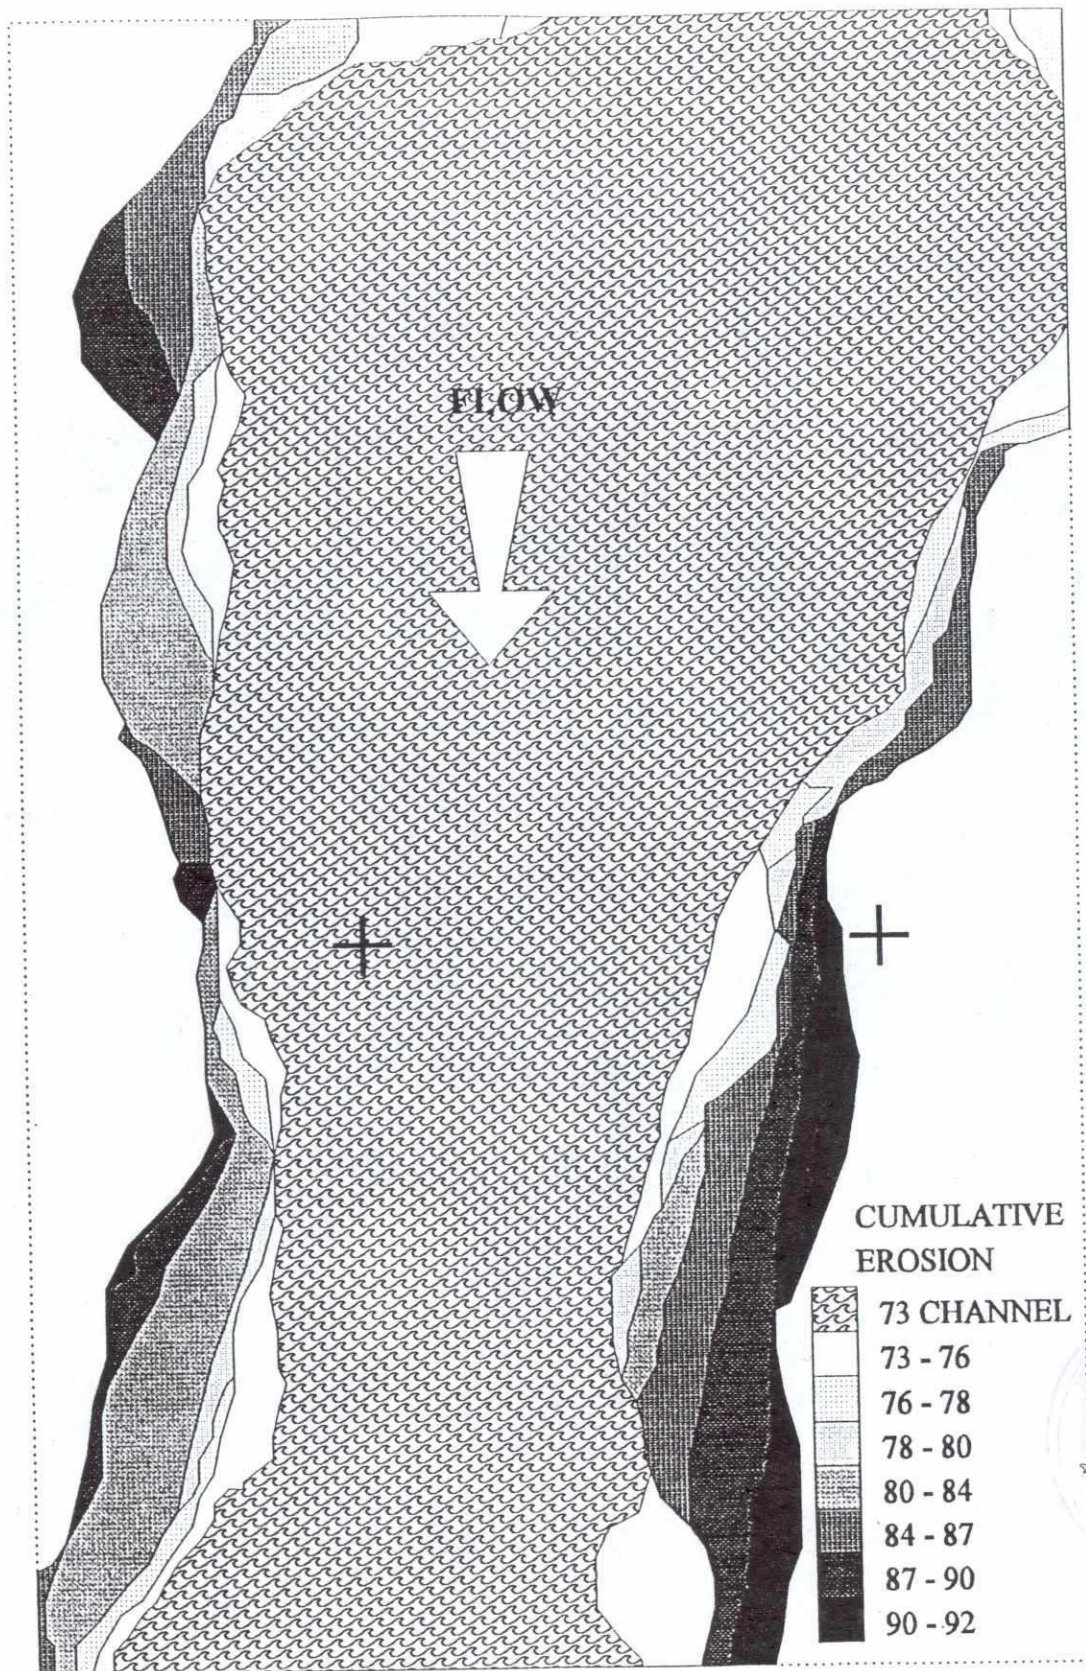 FLOW
CUMULATIVE
EROSION
73 CHANNEL
73 - 76
76 - 78
78 - 80
80 - 84
84 - 87
87 - 90
90 - 92